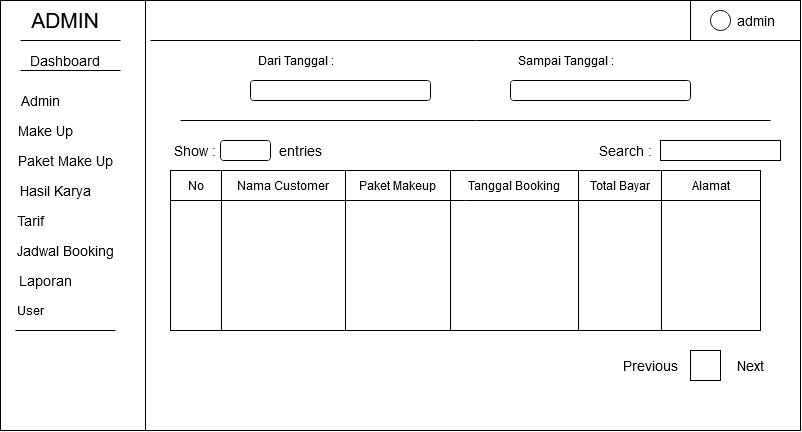 ADMIN
admin
Dashboard
Admin
Make Up
Paket Make Up
Hasil Karya
Tarif
Jadwal Booking
Laporan
User
Dari Tanggal :
Sampai Tanggal :
Show : entries
Search :
No Nama Customer Paket Makeup Tanggal Booking Total Bayar Alamat
Previous Next